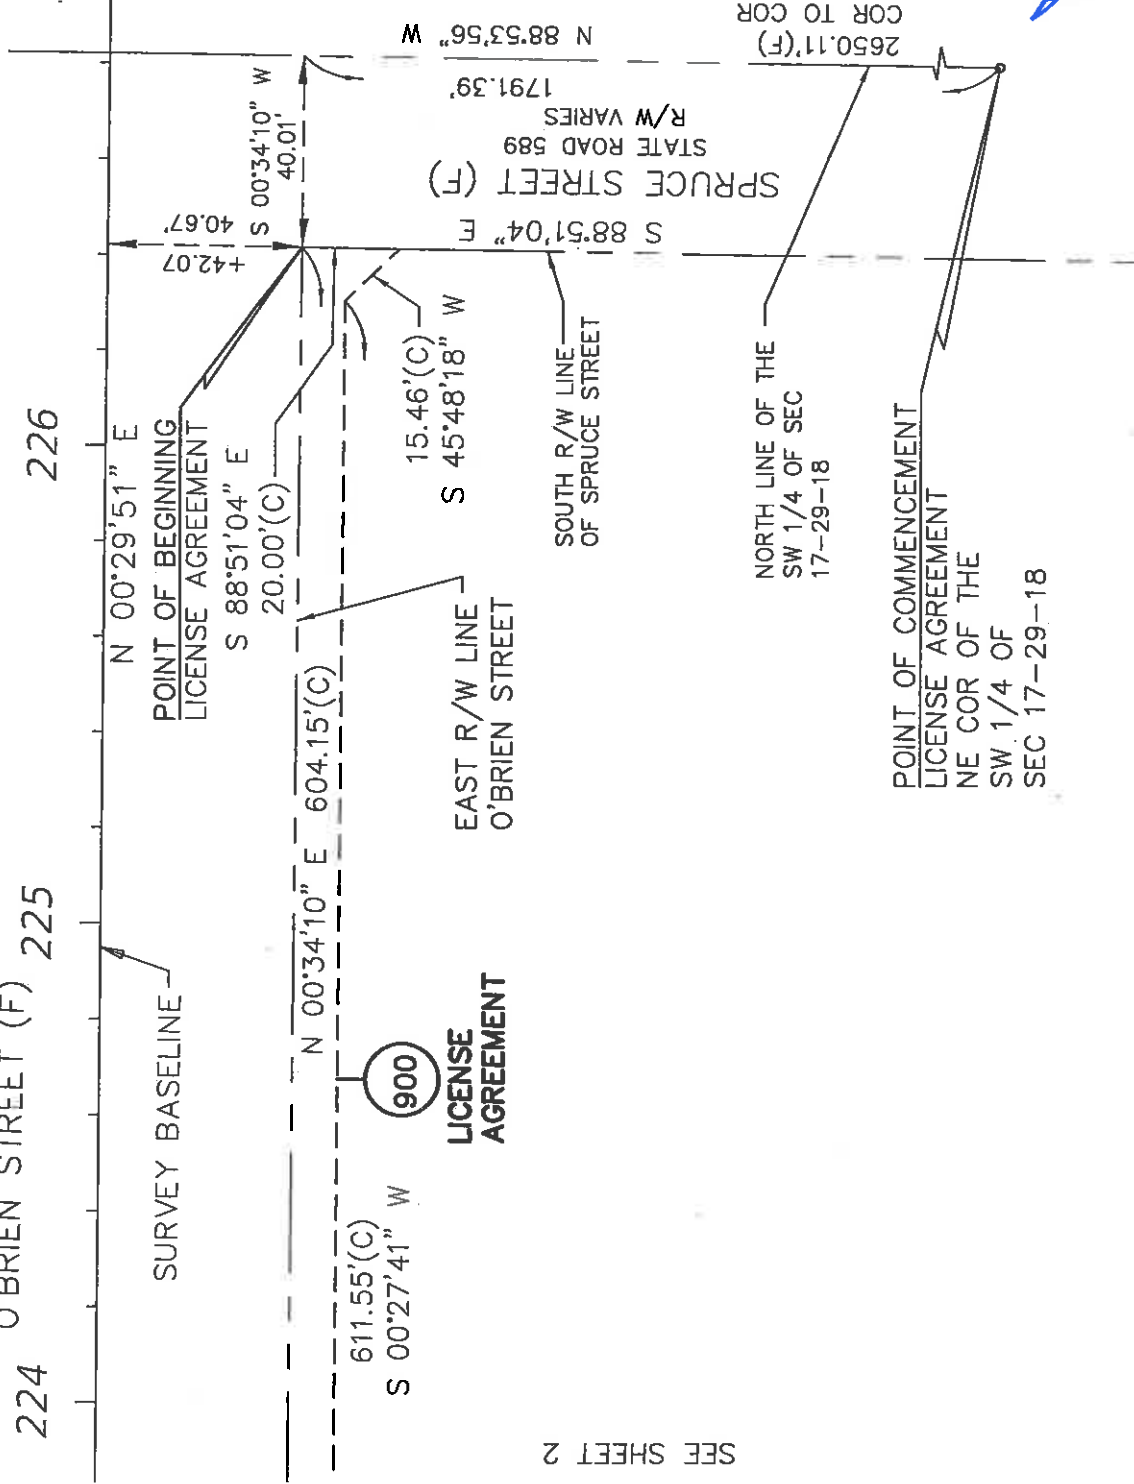 224
O'BRIEN STREET (F)
225
226
SURVEY BASELINE
N 00°29'51" E
POINT OF BEGINNING
LICENSE AGREEMENT
S 88°51'04" E
20.00'(C)
+42.07
40.67'
S 00°34'10" W
40.01'
N 00°34'10" E 604.15'(C)
611.55'(C)
S 00°27'41" W
900
LICENSE
AGREEMENT
EAST R/W LINE
O'BRIEN STREET
15.46'(C)
S 45°48'18" W
N 88°53'56" W
1791.39'
R/W VARIES
STATE ROAD 589
SPRUCE STREET (F)
S 88°51'04" E
COR TO COR
2650.11'(F)
SOUTH R/W LINE
OF SPRUCE STREET
NORTH LINE OF THE
SW 1/4 OF SEC
17-29-18
POINT OF COMMENCEMENT
LICENSE AGREEMENT
NE COR OF THE
SW 1/4 OF
SEC 17-29-18
SEE SHEET 2